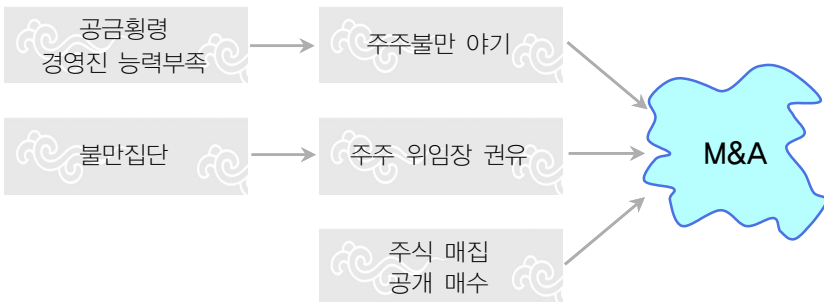 공금횡령
경영진 능력부족
주주불만 야기
불만집단
주주 위임장 권유
M&A
주식 매집
공개 매수